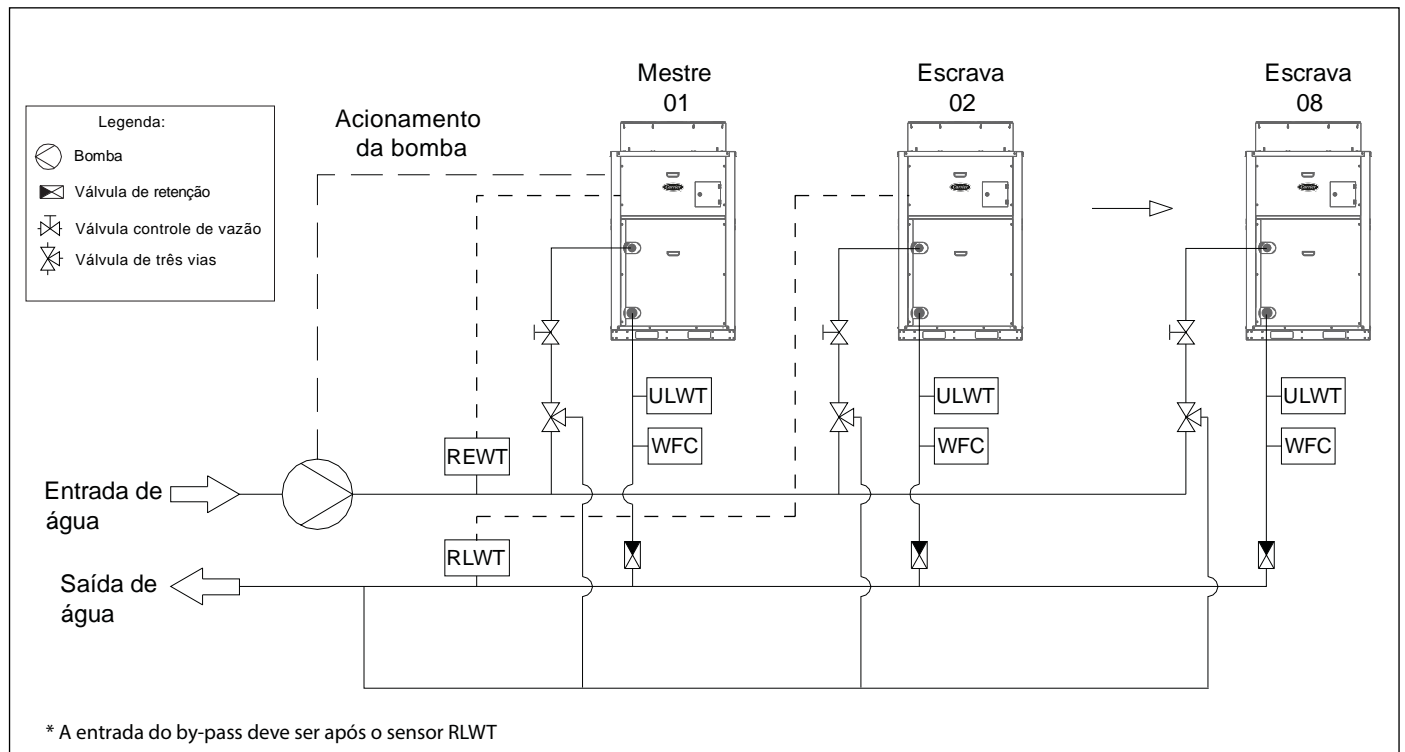 Mestre
01
Escrava
02
Escrava
08
Legenda:
Bomba
Válvula de retenção
Válvula controle de vazão
Válvula de três vias
Acionamento
da bomba
ULWT
WFC
ULWT
WFC
ULWT
WFC
REWT
Entrada de
água
RLWT
Saída de
água
* A entrada do by-pass deve ser após o sensor RLWT